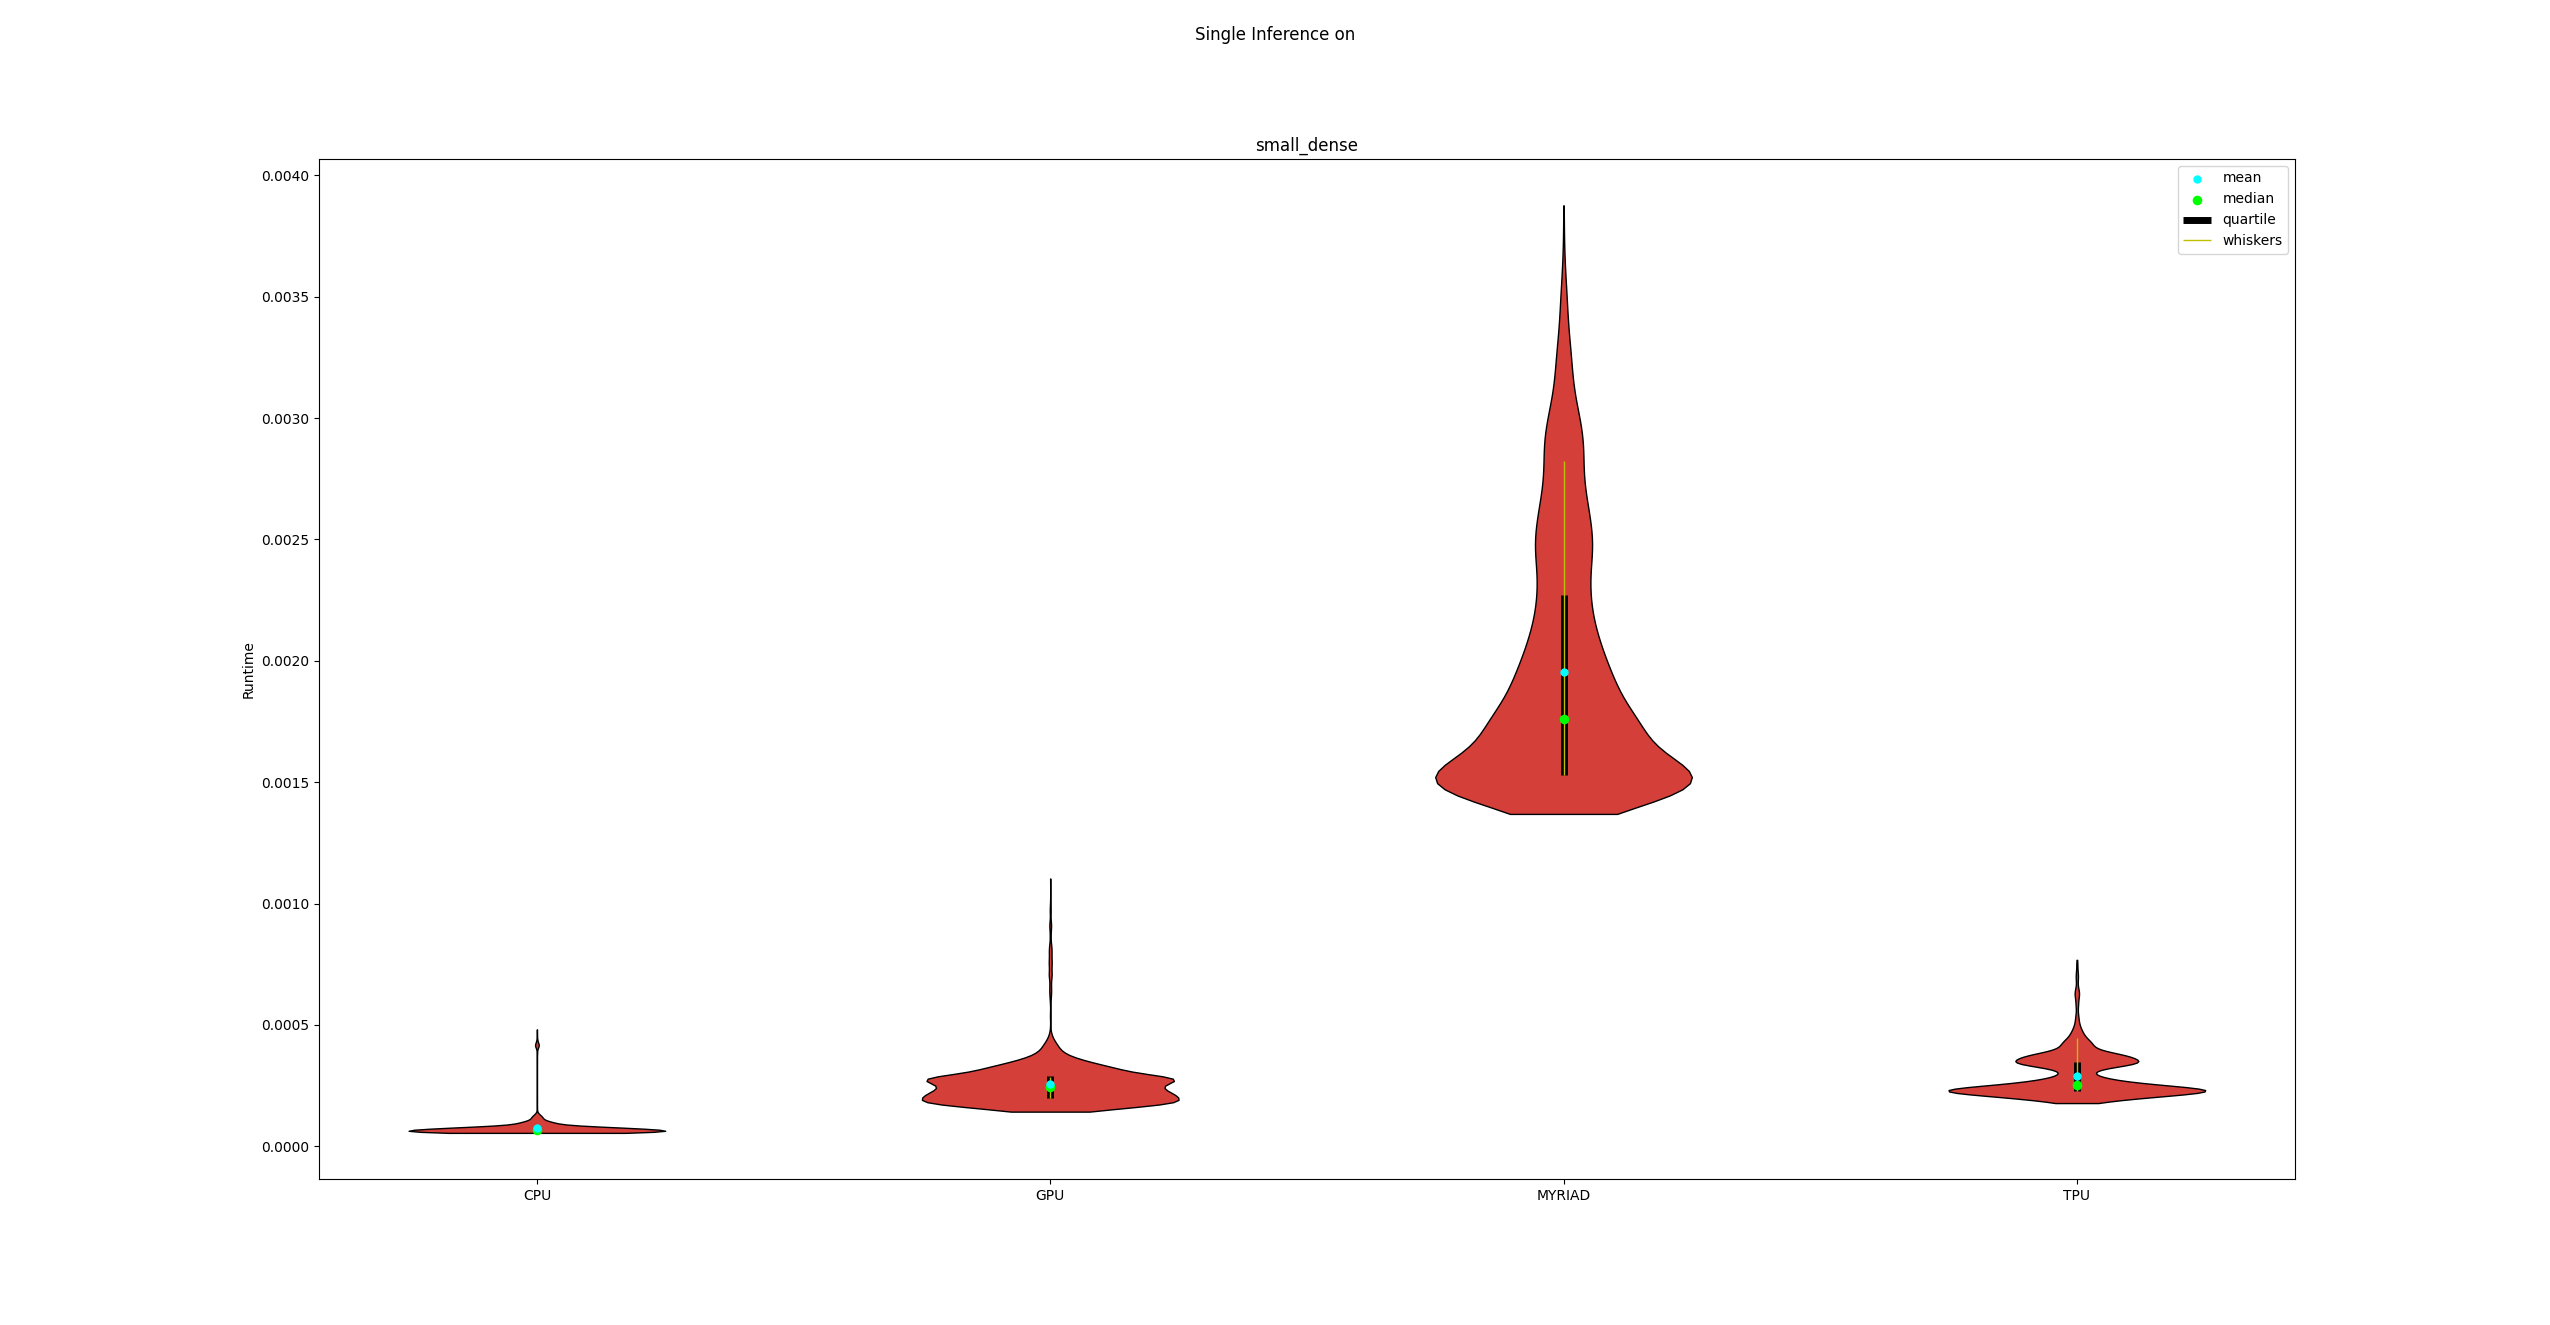 Single Inference on
small_dense
mean
median
quartile
whiskers
Runtime
0.0040
0.0035
0.0030
0.0025
0.0020
0.0015
0.0010
0.0005
0.0000
CPU
GPU
MYRIAD
TPU